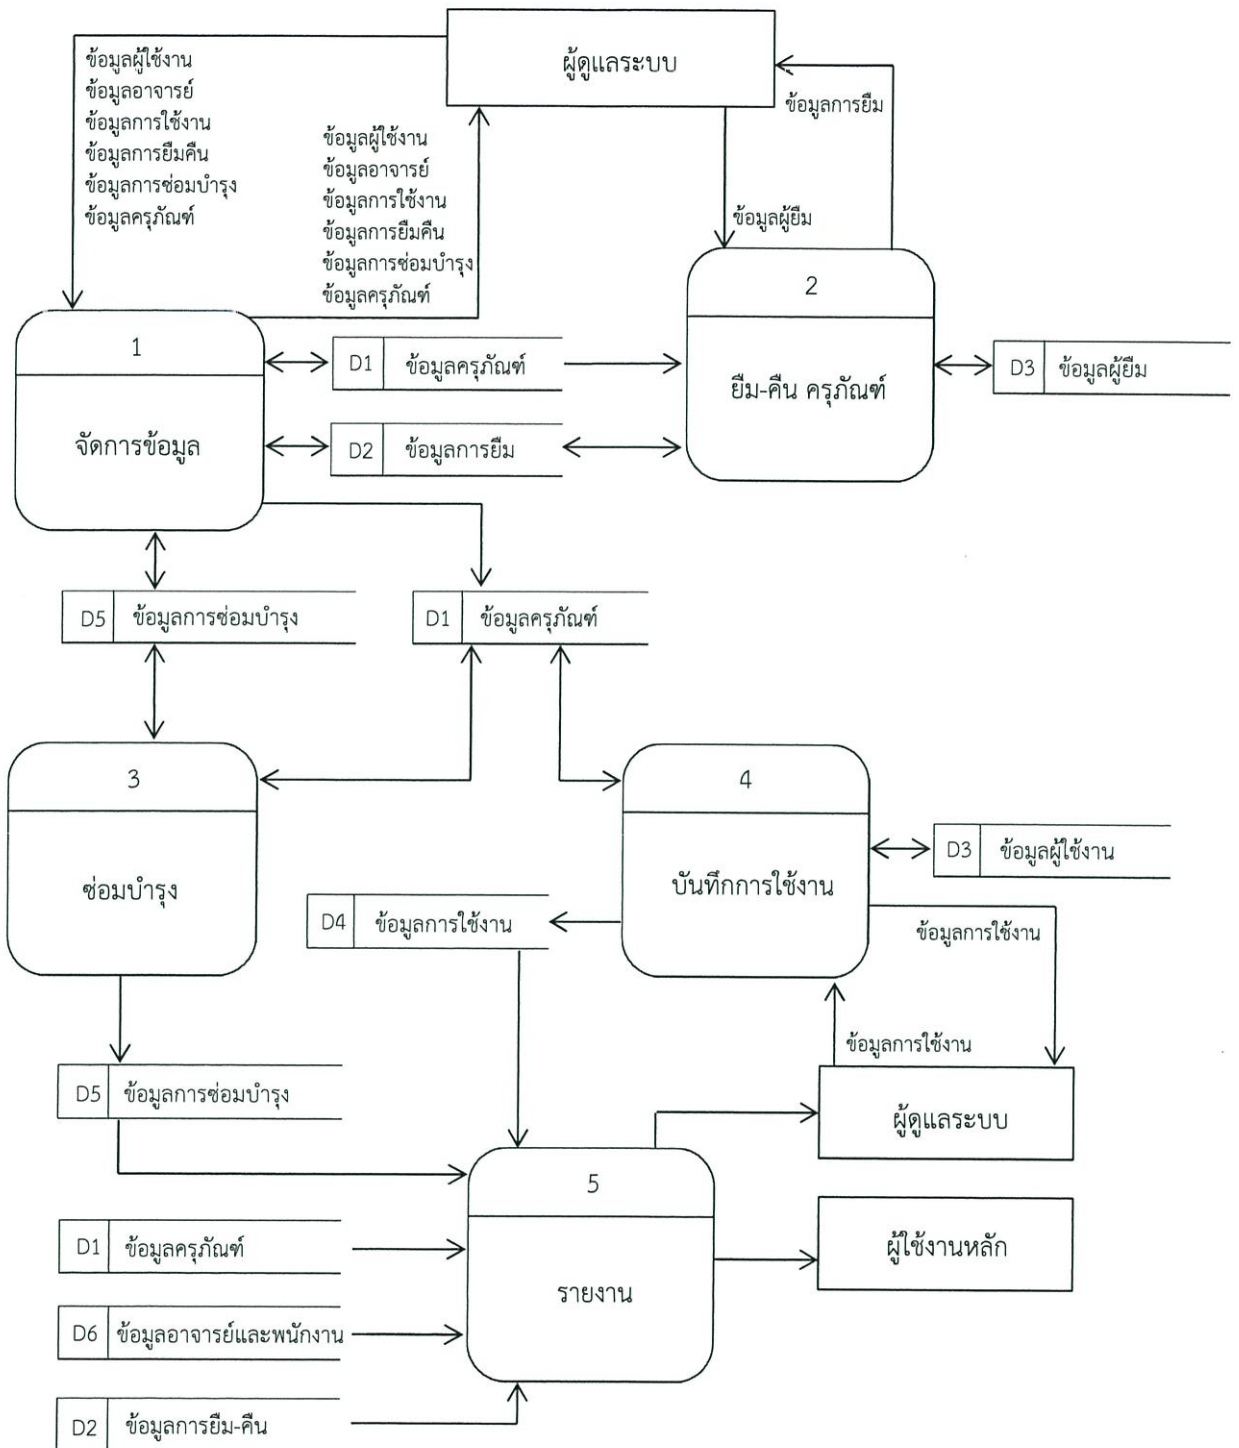 ผู้ดูแลระบบ
ข้อมูลผู้ใช้งาน
ข้อมูลอาจารย์
ข้อมูลการใช้งาน
ข้อมูลการยืมคืน
ข้อมูลการซ่อมบำรุง
ข้อมูลครุภัณฑ์
ข้อมูลผู้ใช้งาน
ข้อมูลอาจารย์
ข้อมูลการใช้งาน
ข้อมูลการยืมคืน
ข้อมูลการซ่อมบำรุง
ข้อมูลครุภัณฑ์
ข้อมูลการยืม
ข้อมูลผู้ยืม
1
จัดการข้อมูล
D1 ข้อมูลครุภัณฑ์
D2 ข้อมูลการยืม
2
ยืม-คืน ครุภัณฑ์
D3 ข้อมูลผู้ยืม
D5 ข้อมูลการซ่อมบำรุง
D1 ข้อมูลครุภัณฑ์
3
ซ่อมบำรุง
4
บันทึกการใช้งาน
D3 ข้อมูลผู้ใช้งาน
D4 ข้อมูลการใช้งาน
ข้อมูลการใช้งาน
ข้อมูลการใช้งาน
D5 ข้อมูลการซ่อมบำรุง
ผู้ดูแลระบบ
5
รายงาน
ผู้ใช้งานหลัก
D1 ข้อมูลครุภัณฑ์
D6 ข้อมูลอาจารย์และพนักงาน
D2 ข้อมูลการยืม-คืน